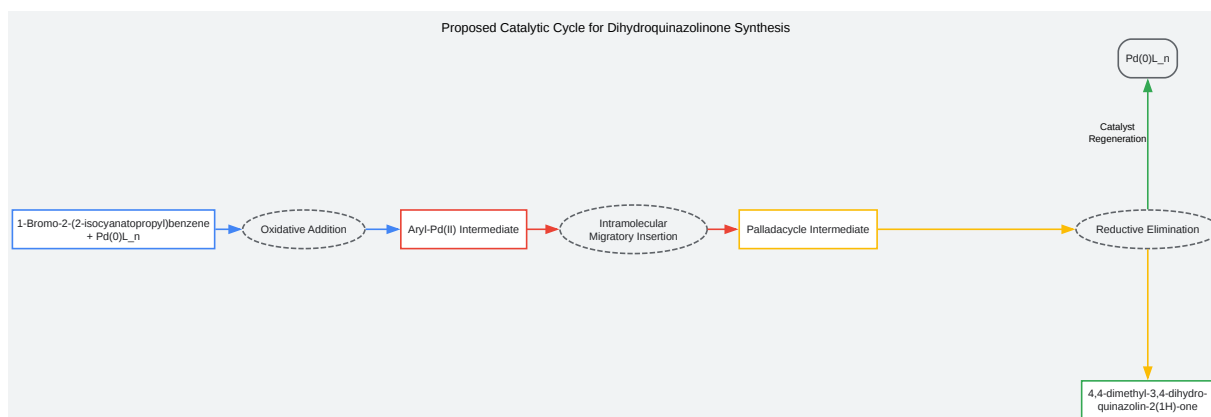 Proposed Catalytic Cycle for Dihydroquinazolinone Synthesis
Pd(0)L_n
Catalyst
Regeneration
1-Bromo-2-(2-isocyanatopropyl)benzene
+ Pd(0)L_n
Oxidative Addition
Aryl-Pd(II) Intermediate
Intramolecular
Migratory Insertion
Palladacycle Intermediate
Reductive Elimination
4,4-dimethyl-3,4-dihydro-
quinazolin-2(1H)-one